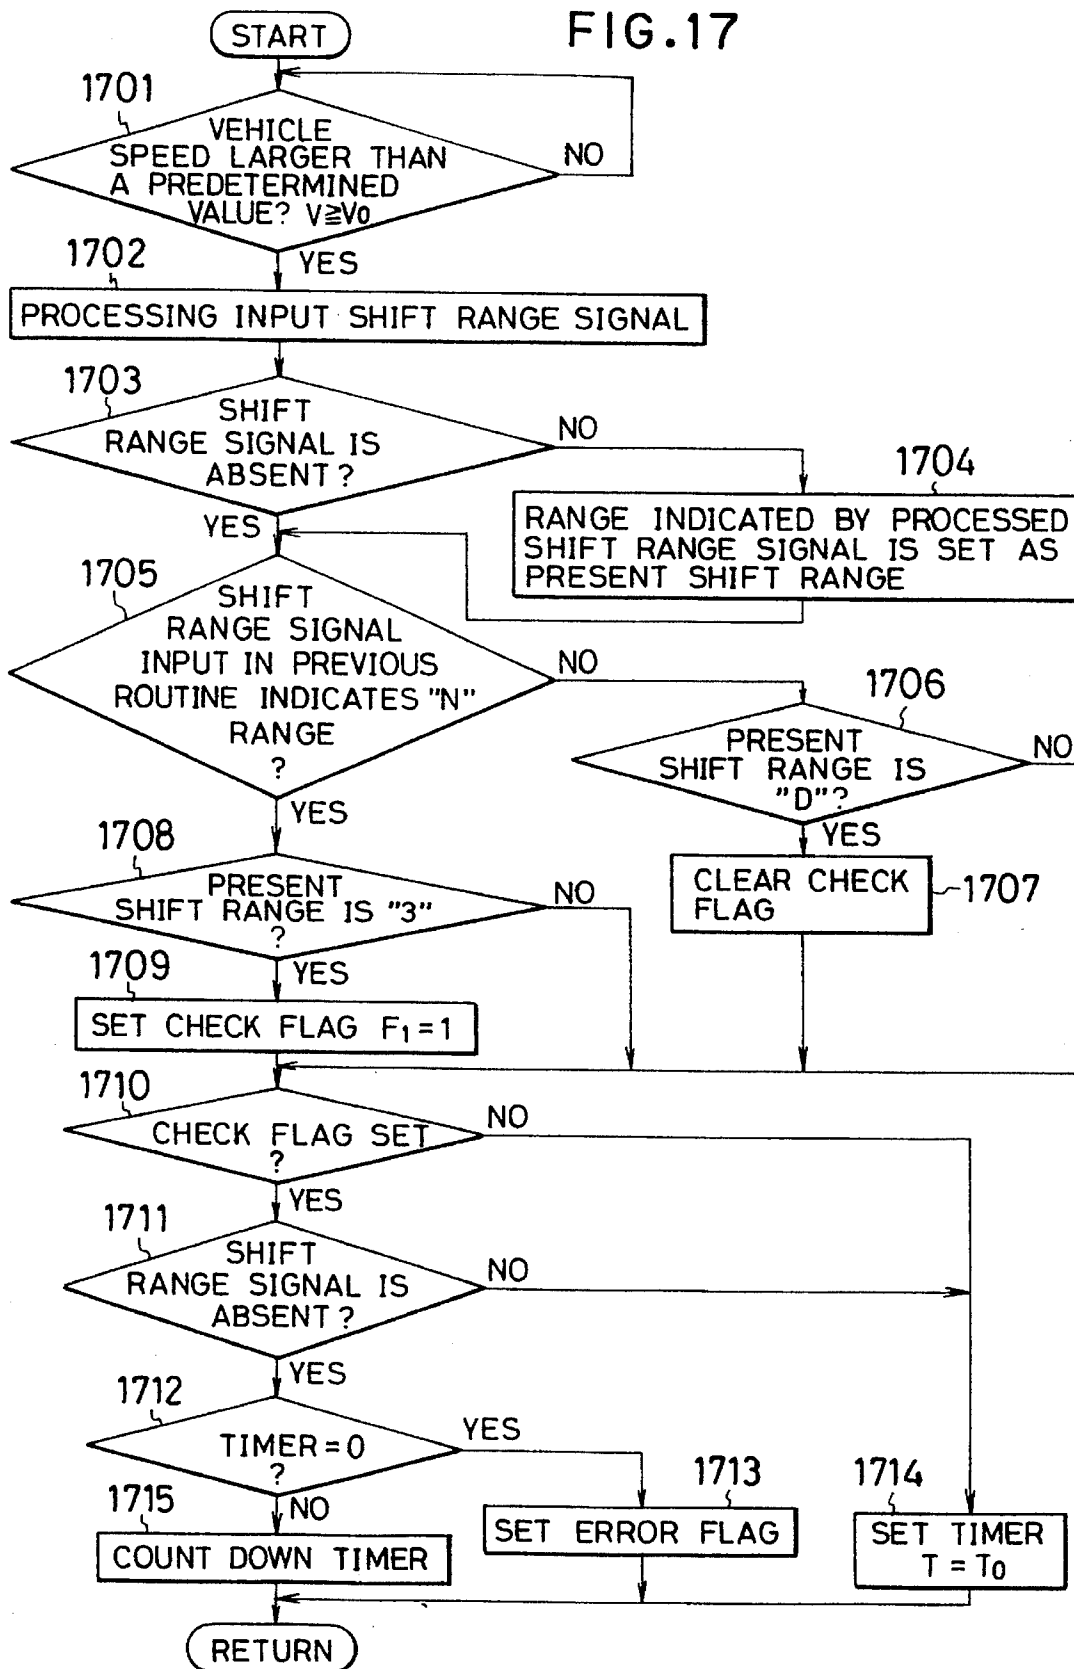 FIG.17
START
1701
VEHICLE
SPEED LARGER THAN
A PREDETERMINED
VALUE? V≧V0
NO
YES
1702
PROCESSING INPUT SHIFT RANGE SIGNAL
1703
SHIFT
RANGE SIGNAL IS
ABSENT?
NO
YES
1704
RANGE INDICATED BY PROCESSED
SHIFT RANGE SIGNAL IS SET AS
PRESENT SHIFT RANGE
1705
SHIFT
RANGE SIGNAL
INPUT IN PREVIOUS
ROUTINE INDICATES "N"
RANGE
?
NO
YES
1706
PRESENT
SHIFT RANGE IS
"D"?
NO
YES
CLEAR CHECK
FLAG
1707
1708
PRESENT
SHIFT RANGE IS "3"
?
NO
YES
1709
SET CHECK FLAG F1=1
1710
CHECK FLAG SET
?
NO
YES
1711
SHIFT
RANGE SIGNAL IS
ABSENT?
NO
YES
1712
TIMER=0
?
YES
NO
1713
SET ERROR FLAG
1714
SET TIMER
T=T0
1715
COUNT DOWN TIMER
RETURN